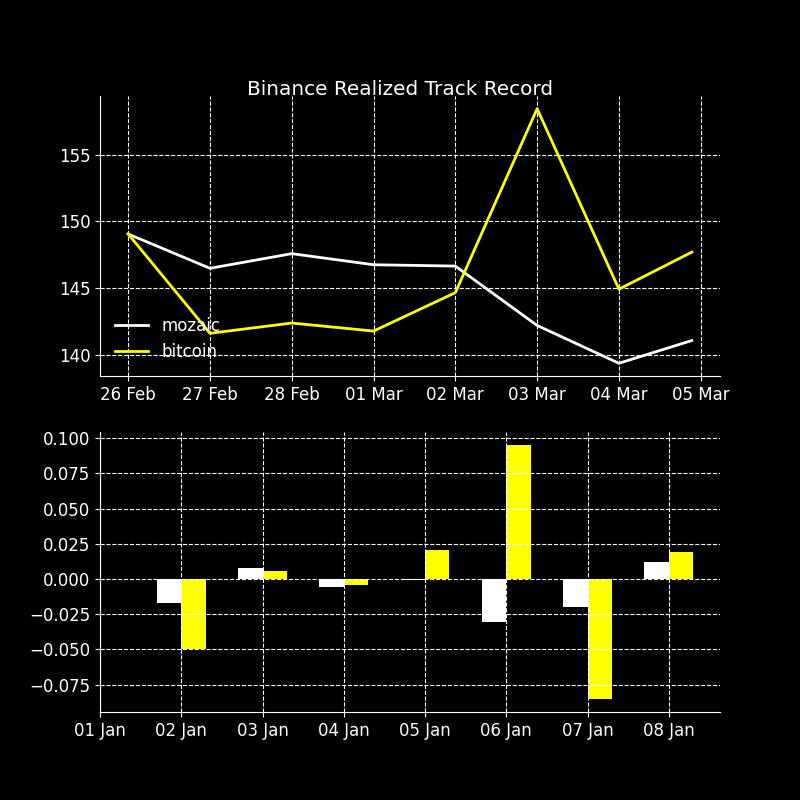 Binance Realized Track Record
155
150
145
140
mozaic
bitcoin
26 Feb 27 Feb 28 Feb 01 Mar 02 Mar 03 Mar 04 Mar 05 Mar
0.100
0.075
0.050
0.025
0.000
−0.025
−0.050
−0.075
01 Jan 02 Jan 03 Jan 04 Jan 05 Jan 06 Jan 07 Jan 08 Jan